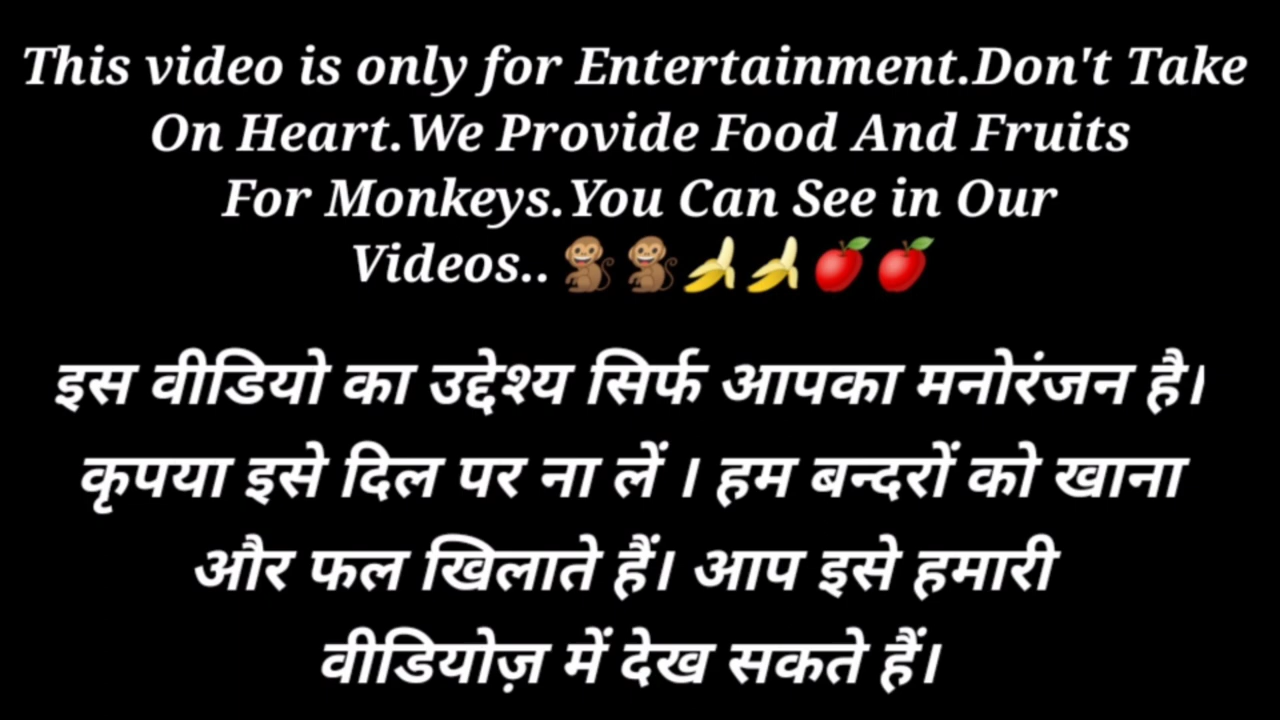 This video is only for Entertainment.Don't Take
On Heart.We Provide Food And Fruits
For Monkeys.You Can See in Our
Videos..🐒🐒🍌🍌🍎🍎
इस वीडियो का उद्देश्य सिर्फ आपका मनोरंजन है।
कृपया इसे दिल पर ना लें । हम बन्दरों को खाना
और फल खिलाते हैं। आप इसे हमारी
वीडियोज़ में देख सकते हैं।